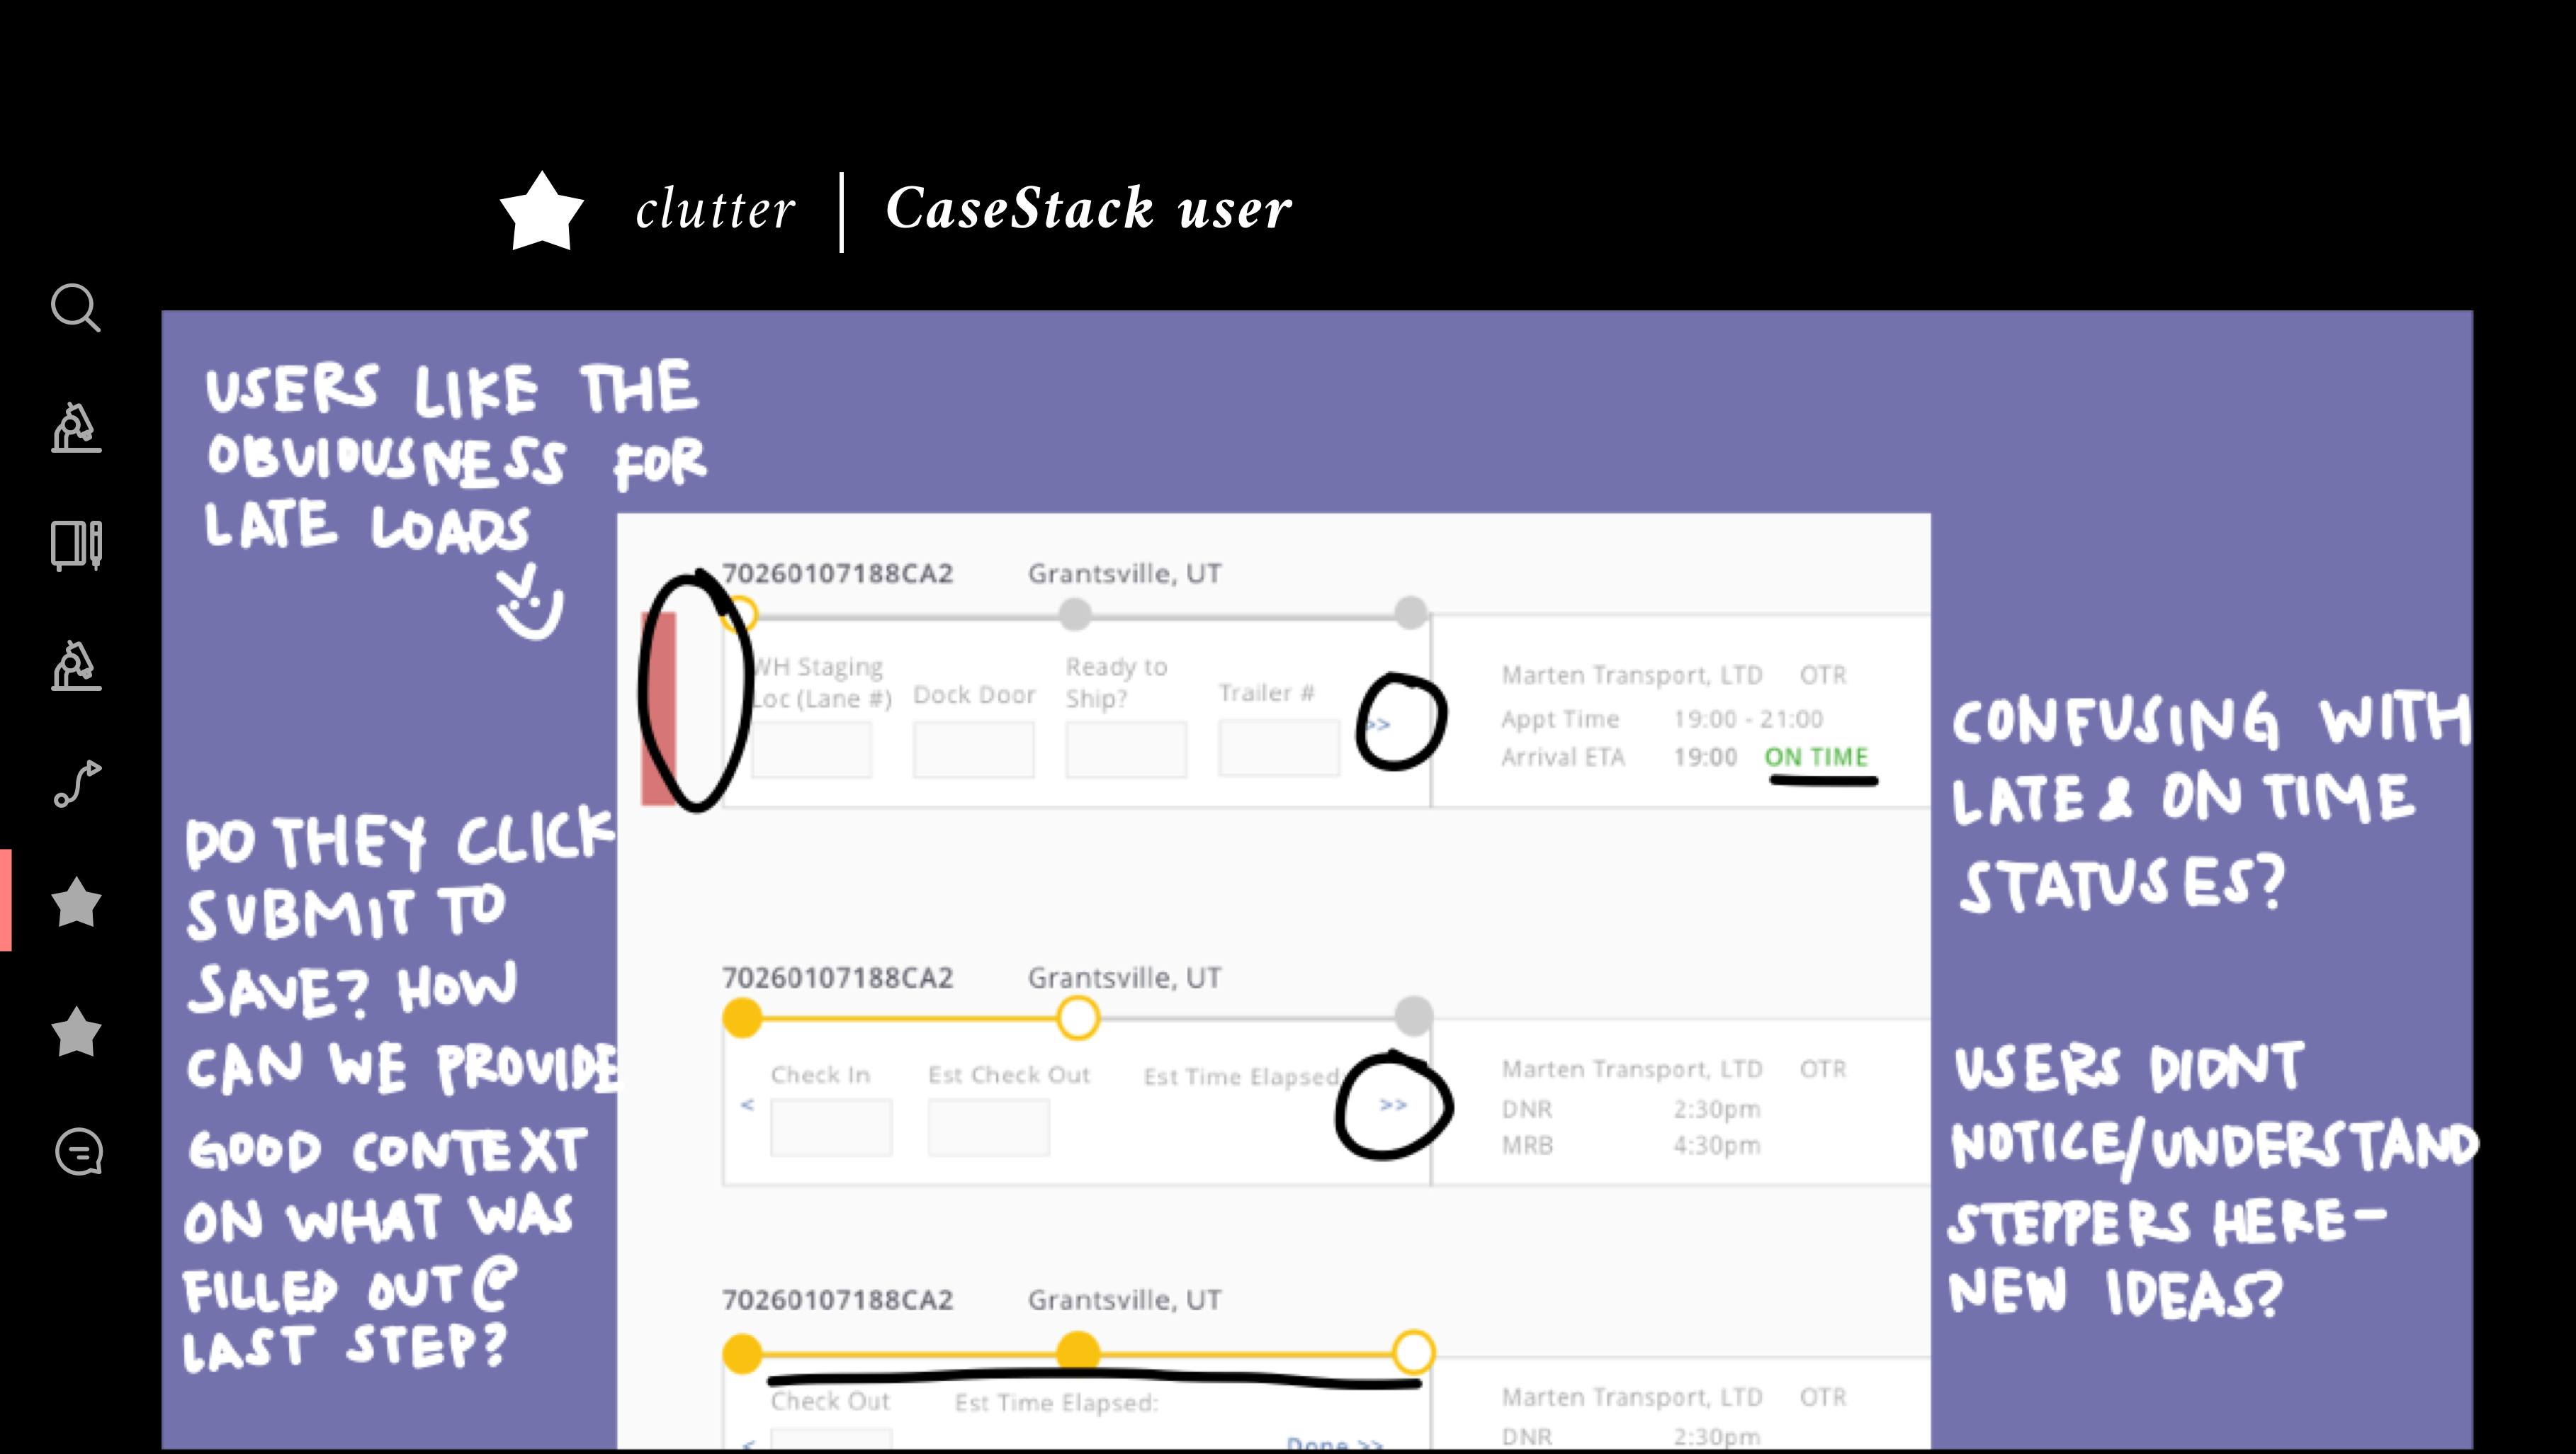 clutter | CaseStack user
USERS LIKE THE
OBVIOUSNESS FOR
LATE LOADS
DO THEY CLICK
SUBMIT TO
SAVE? HOW
CAN WE PROVIDE
GOOD CONTEXT
ON WHAT WAS
FILLED OUT @
LAST STEP?
70260107188CA2 Grantsville, UT
WH Staging
Loc (Lane #) Dock Door Ready to
Ship? Trailer #
>>
Marten Transport, LTD OTR
Appt Time 19:00 - 21:00
Arrival ETA 19:00 ON TIME
70260107188CA2 Grantsville, UT
Check In Est Check Out Est Time Elapsed:
< >>
Marten Transport, LTD OTR
DNR 2:30pm
MRB 4:30pm
70260107188CA2 Grantsville, UT
Check Out Est Time Elapsed:
< Done >>
Marten Transport, LTD OTR
DNR 2:30pm
CONFUSING WITH
LATE & ON TIME
STATUSES?
USERS DIDNT
NOTICE/UNDERSTAND
STEPPERS HERE-
NEW IDEAS?